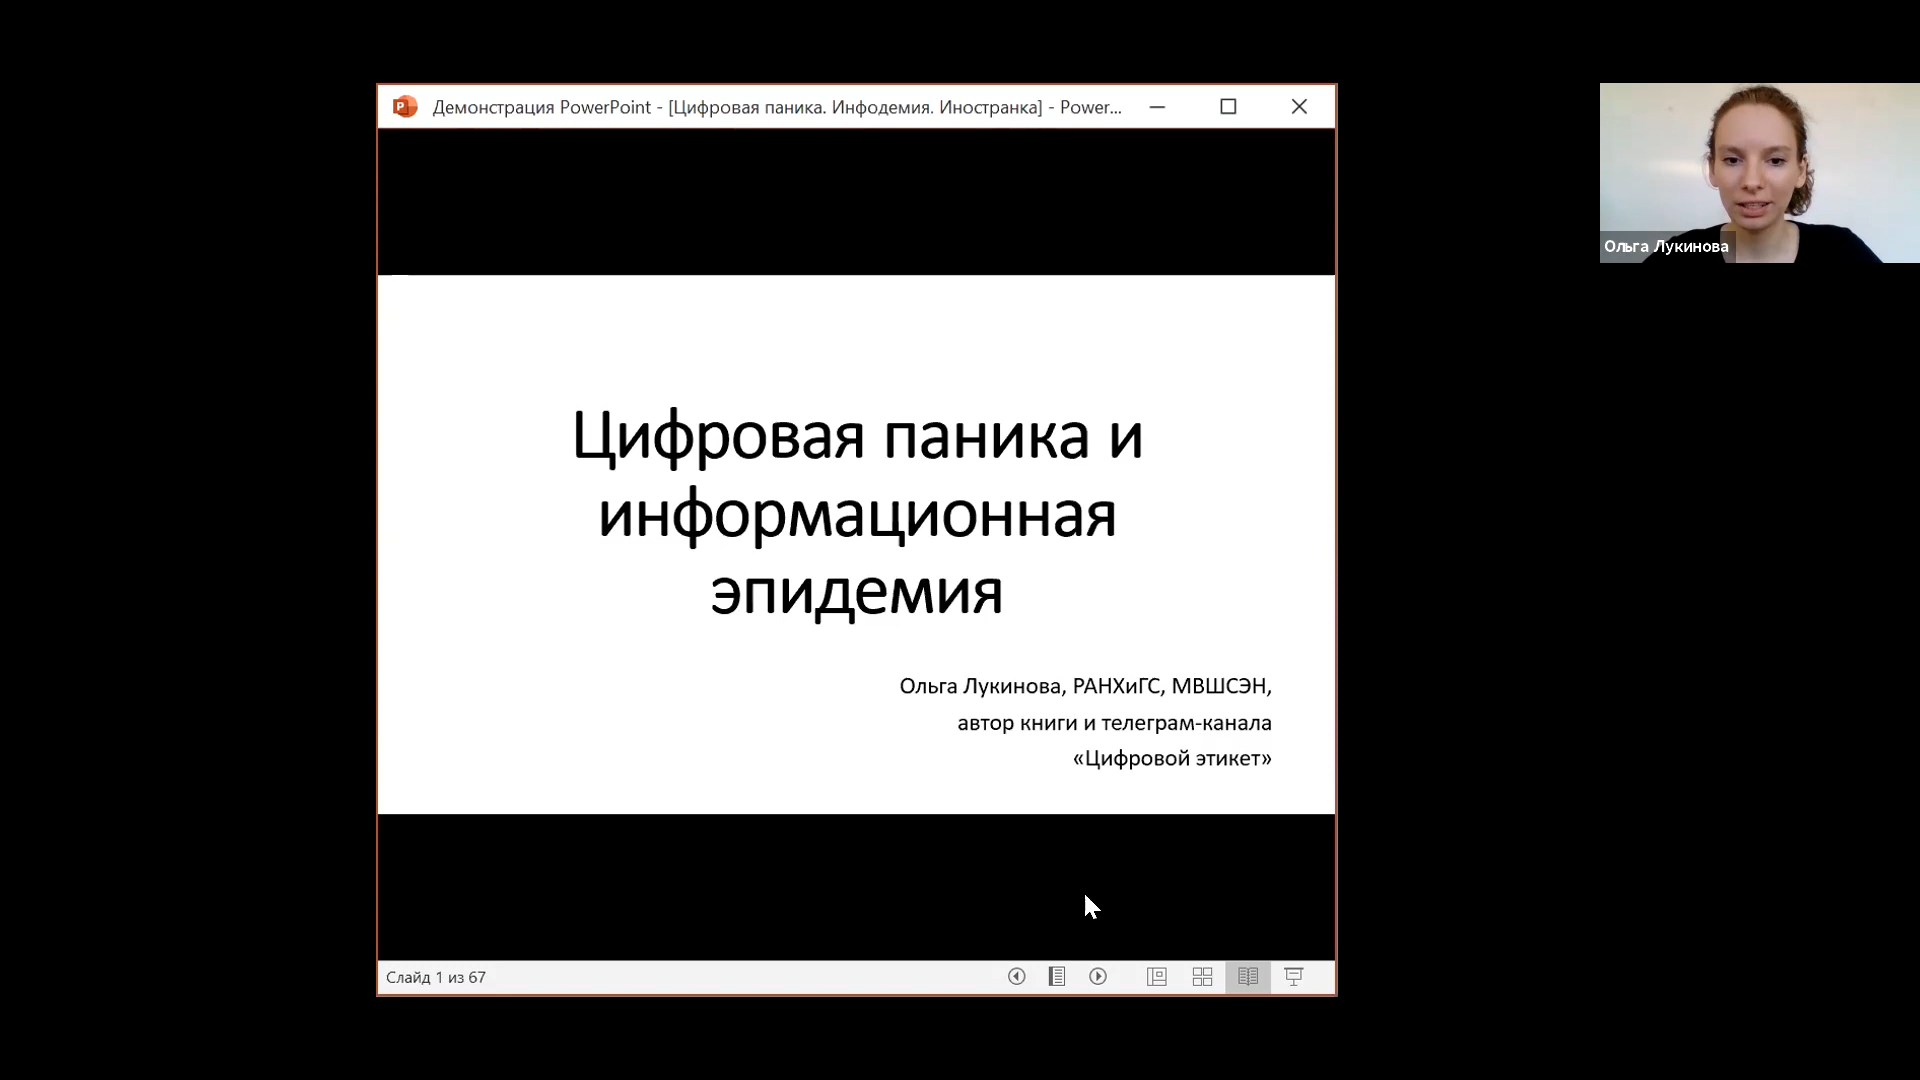 Демонстрация PowerPoint - [Цифровая паника. Инфодемия. Иностранка] - Power...
Ольга Лукинова
Цифровая паника и
информационная
эпидемия
Ольга Лукинова, РАНХиГС, МВШСЭН,
автор книги и телеграм-канала
«Цифровой этикет»
Слайд 1 из 67